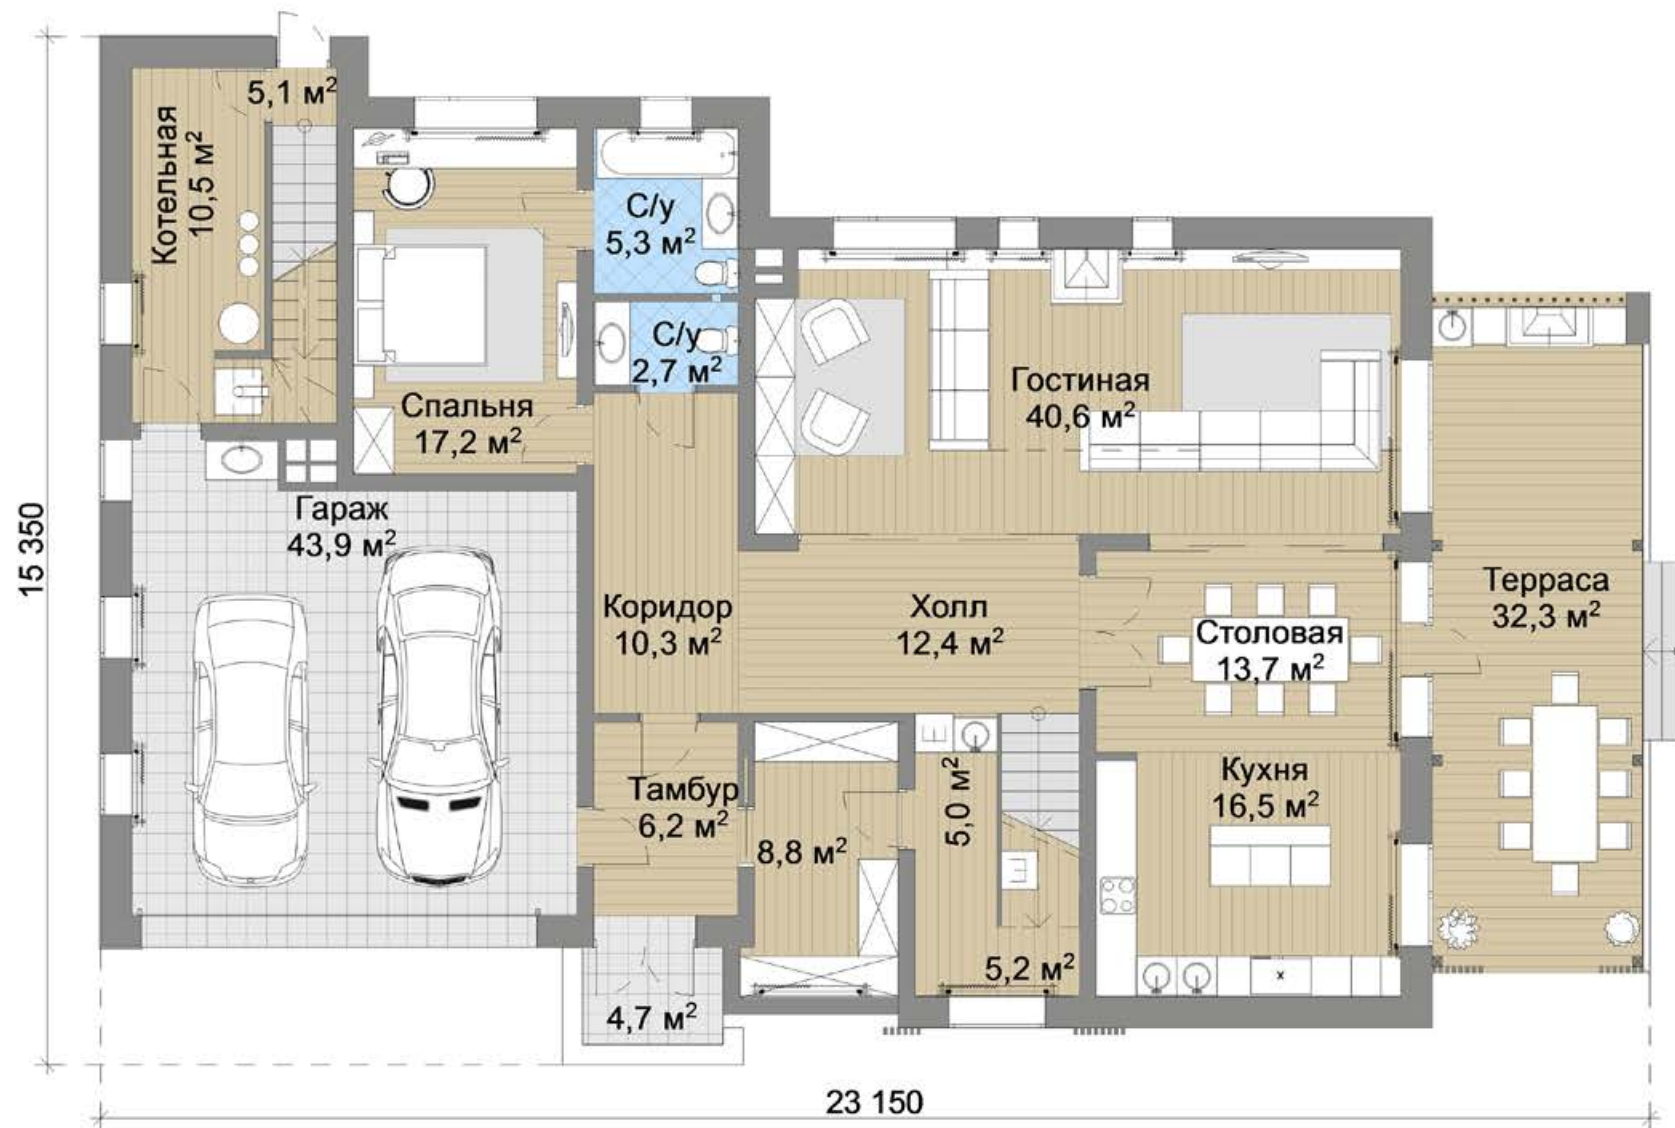 5,1 м²
Котельная
10,5 м²
С/у
5,3 м²
С/у
2,7 м²
Спальня
17,2 м²
Гостиная
40,6 м²
Гараж
43,9 м²
15 350
Коридор
10,3 м²
Холл
12,4 м²
Столовая
13,7 м²
Терраса
32,3 м²
Тамбур
6,2 м²
8,8 м²
5,0 м²
Кухня
16,5 м²
5,2 м²
4,7 м²
23 150